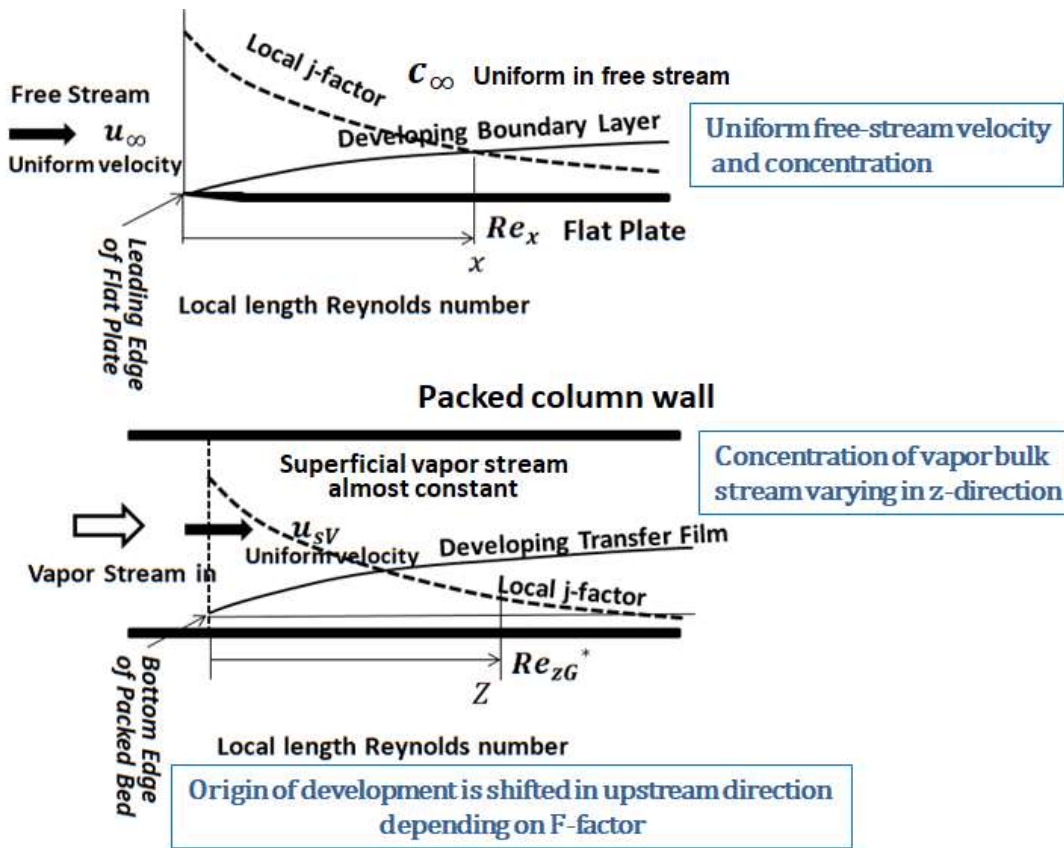 Local j-factor
c∞ Uniform in free stream
Free Stream
u∞
Uniform velocity
Developing Boundary Layer
Uniform free-stream velocity
and concentration
Re_x Flat Plate
x
Leading Edge
of Flat Plate
Local length Reynolds number
Packed column wall
Superficial vapor stream
almost constant
Concentration of vapor bulk
stream varying in z-direction
u_sV
Uniform velocity
Developing Transfer Film
Vapor Stream in
Local j-factor
Re_zG*
Z
Bottom Edge
of Packed Bed
Local length Reynolds number
Origin of development is shifted in upstream direction
depending on F-factor